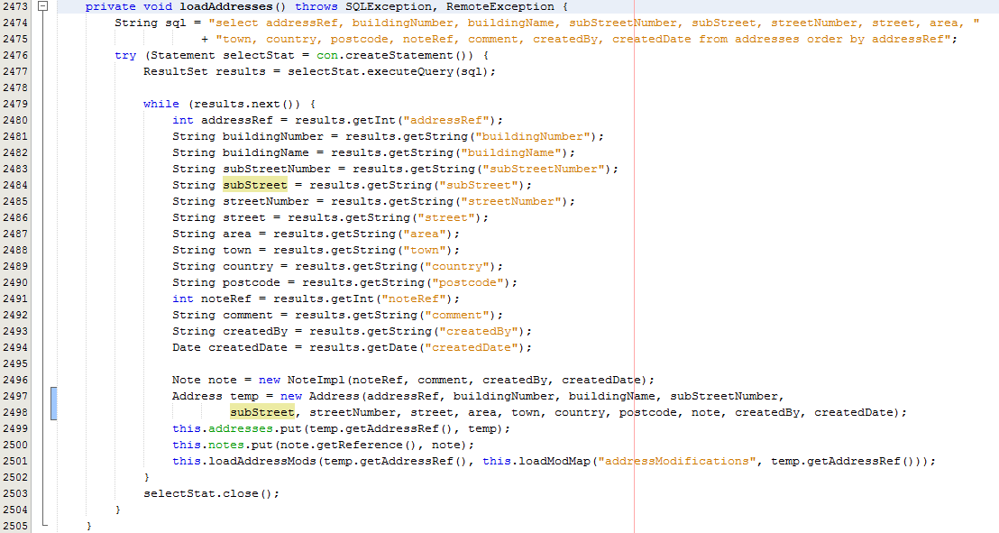 2473 private void loadAddresses() throws SQLException, RemoteException {
2474 String sql = "select addressRef, buildingNumber, buildingName, subStreetNumber, subStreet, streetNumber, street, area, "
2475 + "town, country, postcode, noteRef, comment, createdBy, createdDate from addresses order by addressRef";
2476 try (Statement selectStat = con.createStatement()) {
2477 ResultSet results = selectStat.executeQuery(sql);
2478
2479 while (results.next()) {
2480 int addressRef = results.getInt("addressRef");
2481 String buildingNumber = results.getString("buildingNumber");
2482 String buildingName = results.getString("buildingName");
2483 String subStreetNumber = results.getString("subStreetNumber");
2484 String subStreet = results.getString("subStreet");
2485 String streetNumber = results.getString("streetNumber");
2486 String street = results.getString("street");
2487 String area = results.getString("area");
2488 String town = results.getString("town");
2489 String country = results.getString("country");
2490 String postcode = results.getString("postcode");
2491 int noteRef = results.getInt("noteRef");
2492 String comment = results.getString("comment");
2493 String createdBy = results.getString("createdBy");
2494 Date createdDate = results.getDate("createdDate");
2495
2496 Note note = new NoteImpl(noteRef, comment, createdBy, createdDate);
2497 Address temp = new Address(addressRef, buildingNumber, buildingName, subStreetNumber,
2498 subStreet, streetNumber, street, area, town, country, postcode, note, createdBy, createdDate);
2499 this.addresses.put(temp.getAddressRef(), temp);
2500 this.notes.put(note.getReference(), note);
2501 this.loadAddressMods(temp.getAddressRef(), this.loadModMap("addressModifications", temp.getAddressRef()));
2502 }
2503 selectStat.close();
2504 }
2505 }